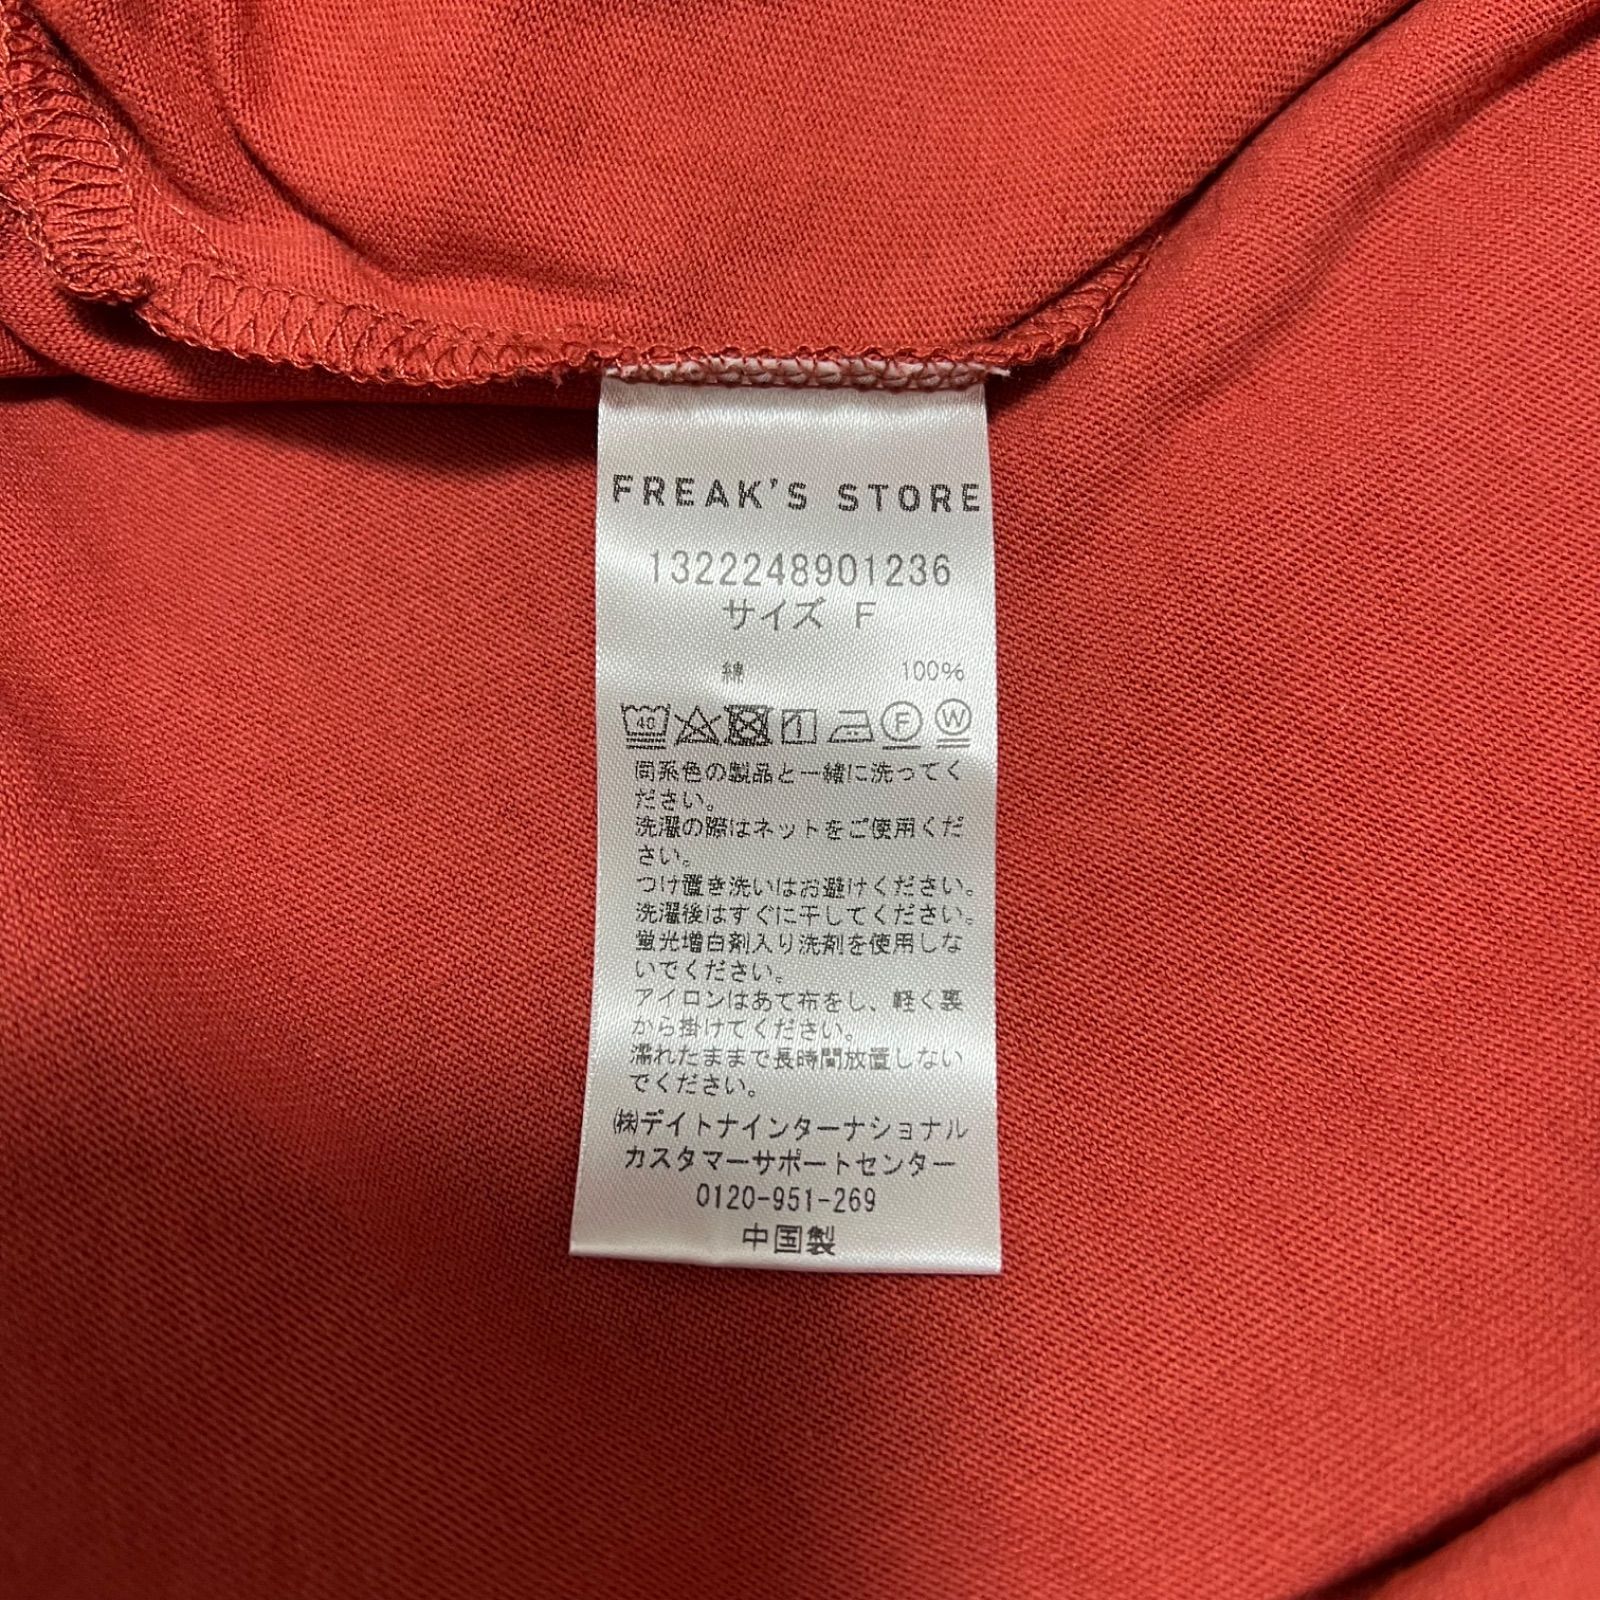 FREAK'S STORE
1322248901236
サイズ F
綿 100%
40 F W
同系色の製品と一緒に洗ってく
ださい。
洗濯の際はネットをご使用くだ
さい。
つけ置き洗いはお避けください。
洗濯後はすぐに干してください。
蛍光増白剤入り洗剤を使用しな
いでください。
アイロンはあて布をし、軽く裏
から掛けてください。
濡れたままで長時間放置しない
でください。
㈱デイトナインターナショナル
カスタマーサポートセンター
0120-951-269
中国製